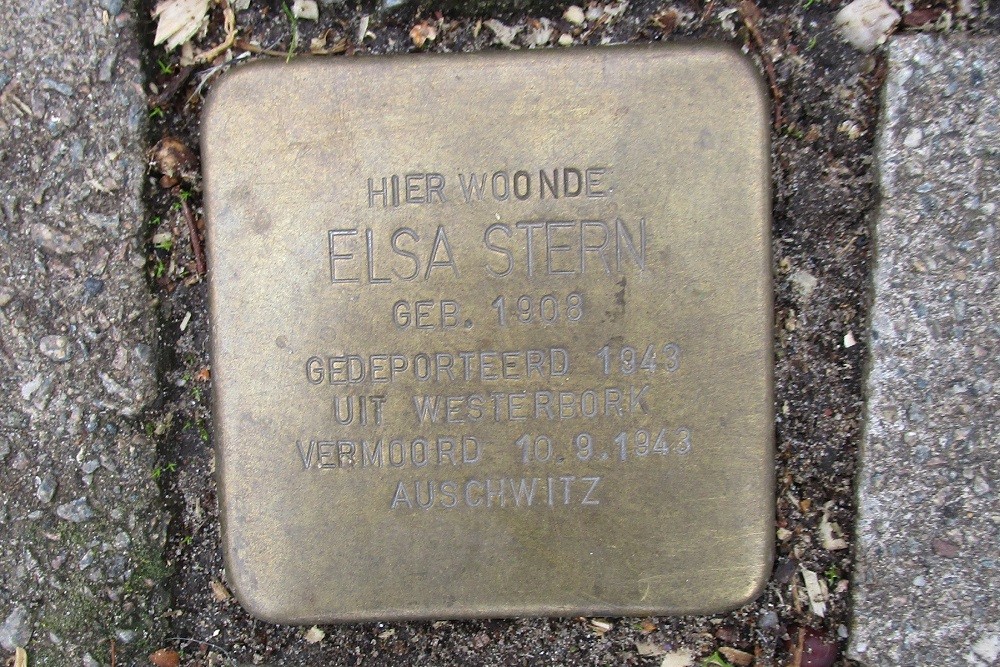 HIER WOONDE
ELSA STERN
GEB. 1908
GEDEPORTEERD 1943
UIT WESTERBORK
VERMOORD 10.9.1943
AUSCHWITZ